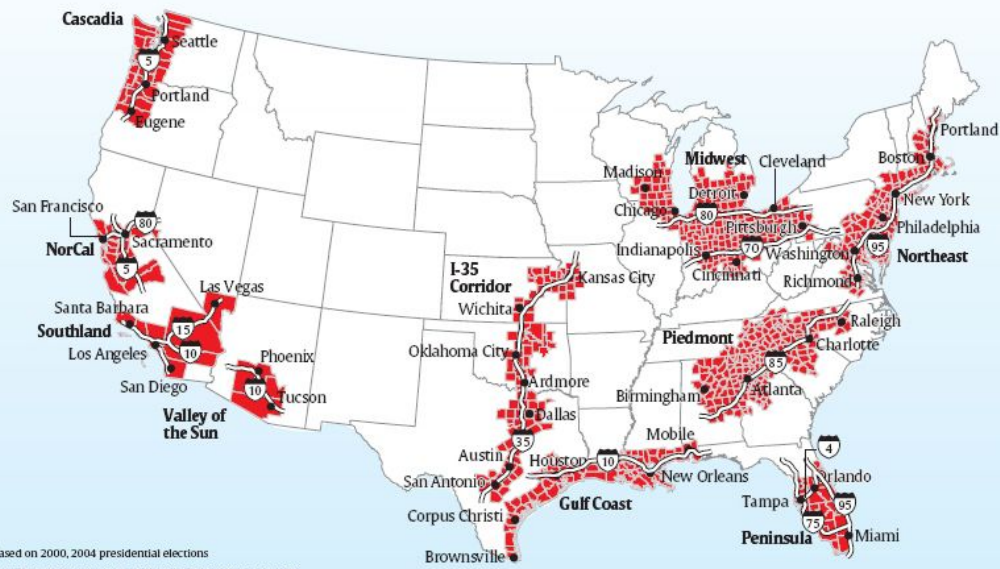 Cascadia
Seattle
5
Portland
Eugene
San Francisco
80
Sacramento
NorCal
5
Santa Barbara
Las Vegas
Southland
15
10
Los Angeles
San Diego
Phoenix
10
Tucson
Valley of
the Sun
I-35
Corridor
Kansas City
Wichita
Oklahoma City
Ardmore
Dallas
35
Austin
San Antonio
Corpus Christi
Brownsville
Houston
10
Mobile
New Orleans
Gulf Coast
Madison
Midwest
Cleveland
Detroit
Chicago
80
Pittsburgh
Indianapolis
70
Cincinnati
Portland
Boston
New York
Philadelphia
Washington
95
Northeast
Richmond
Piedmont
Raleigh
Charlotte
85
Birmingham
Atlanta
4
Orlando
Tampa
95
75
Peninsula
Miami
ased on 2000, 2004 presidential elections